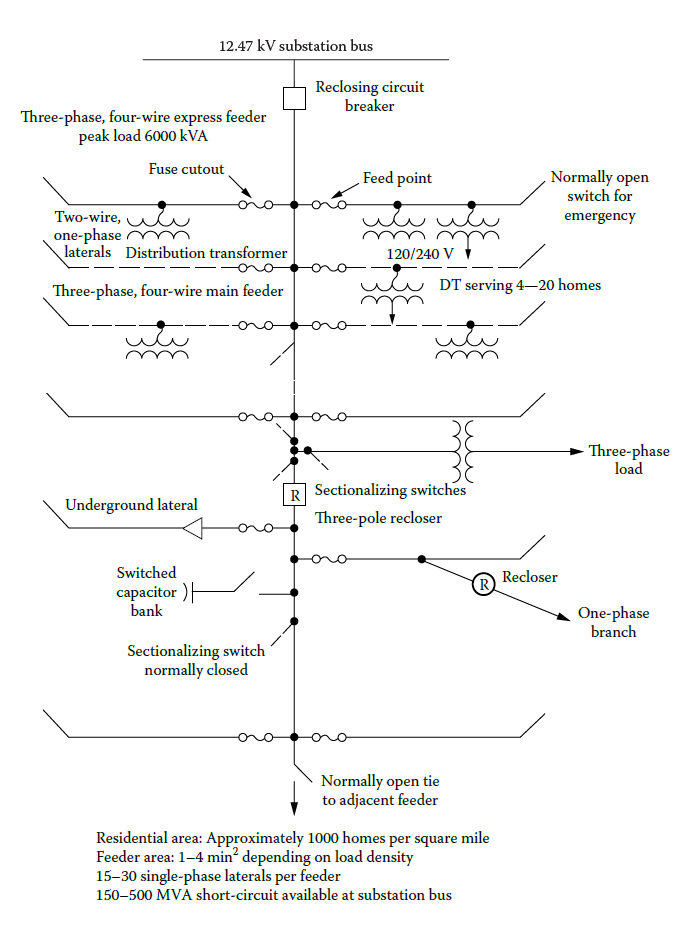 12.47 kV substation bus
Reclosing circuit
breaker
Three-phase, four-wire express feeder
peak load 6000 kVA
Fuse cutout
Feed point
Normally open
switch for
emergency
Two-wire,
one-phase
laterals
Distribution transformer
120/240 V
Three-phase, four-wire main feeder
DT serving 4—20 homes
Three-phase
load
R
Sectionalizing switches
Underground lateral
Three-pole recloser
Switched
capacitor
bank
R
Recloser
One-phase
branch
Sectionalizing switch
normally closed
Normally open tie
to adjacent feeder
Residential area: Approximately 1000 homes per square mile
Feeder area: 1–4 min² depending on load density
15–30 single-phase laterals per feeder
150–500 MVA short-circuit available at substation bus